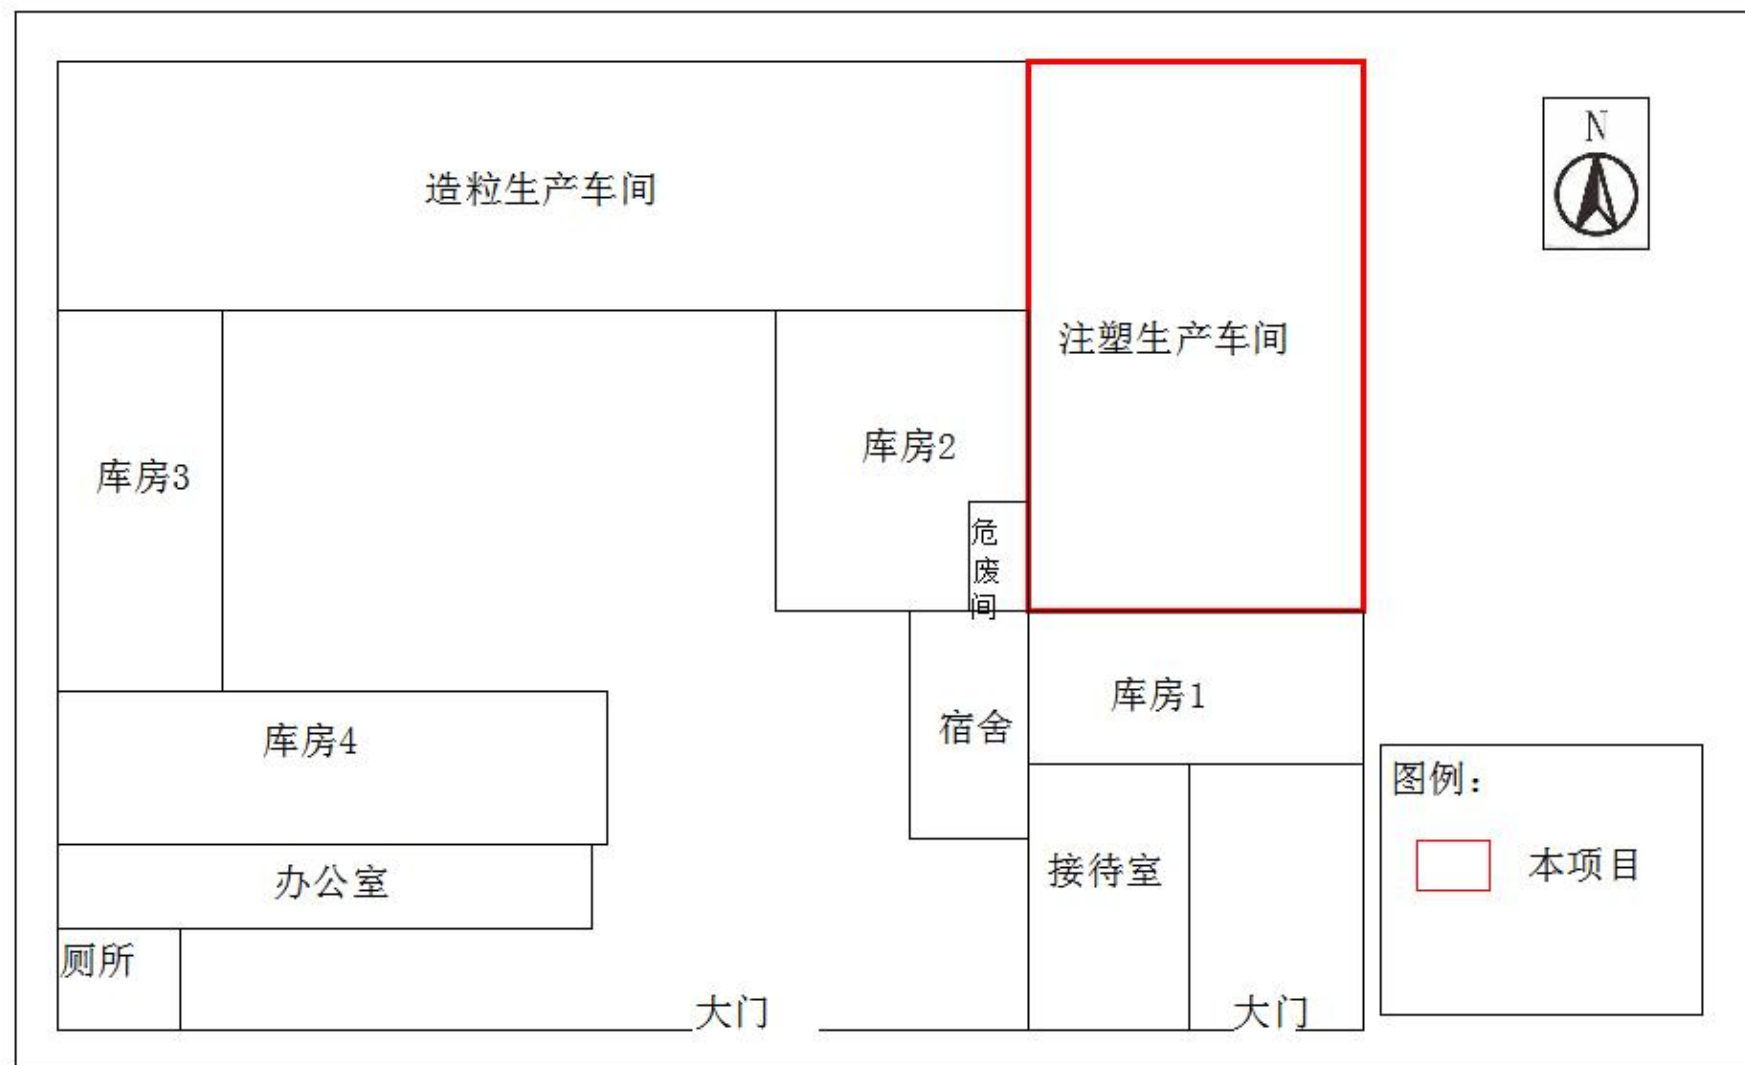 N
造粒生产车间
注塑生产车间
库房2
库房3
危
废
间
库房1
宿舍
库房4
图例：
本项目
接待室
办公室
厕所
大门
大门